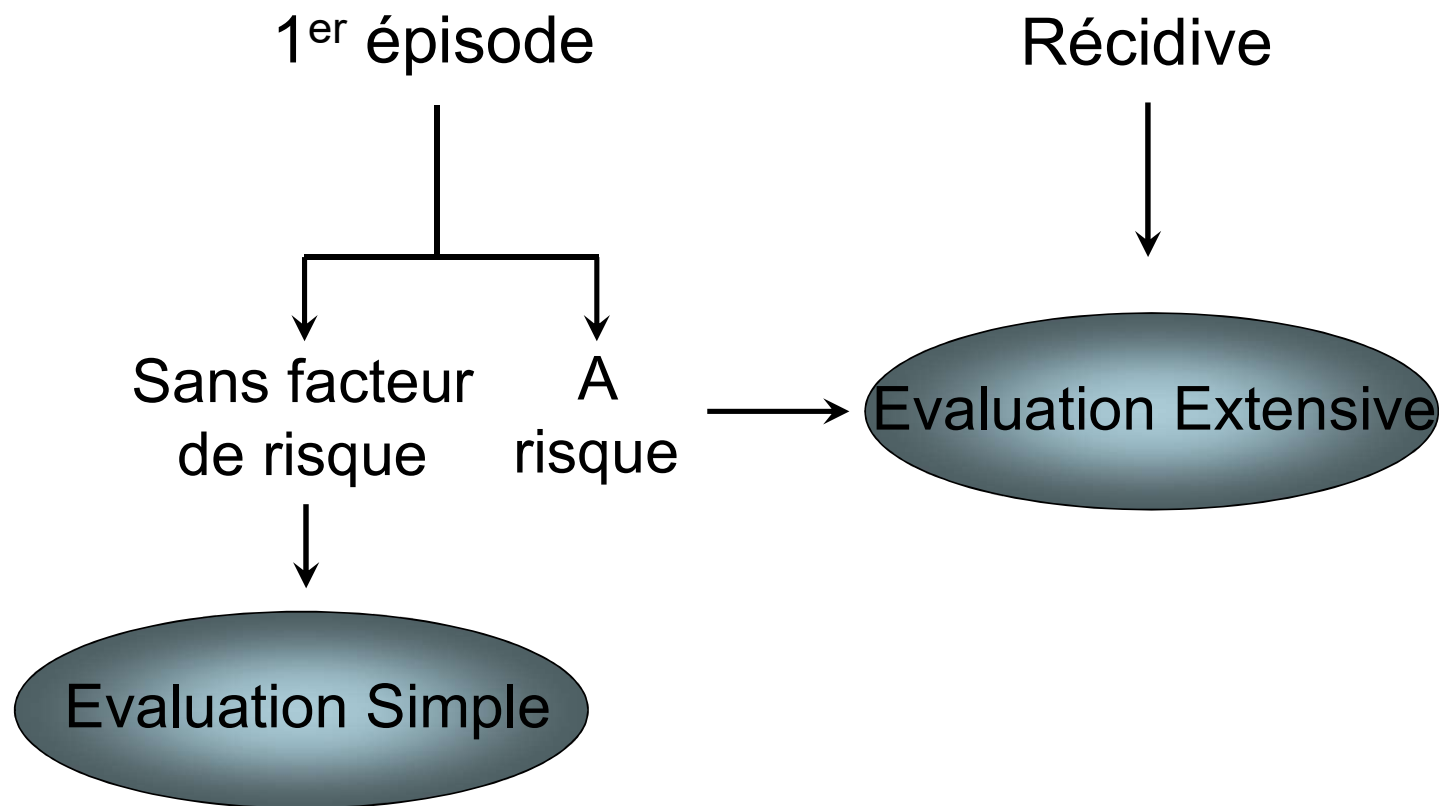 1er épisode
Récidive
Sans facteur
de risque
A
risque
Evaluation Extensive
Evaluation Simple